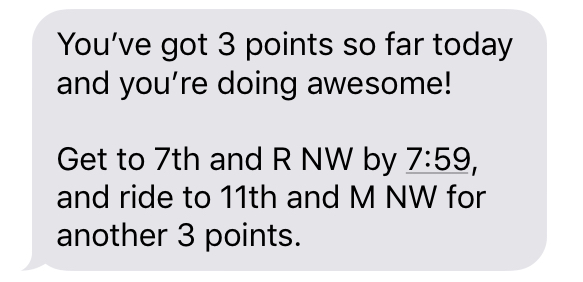 You’ve got 3 points so far today
and you’re doing awesome!
Get to 7th and R NW by 7:59,
and ride to 11th and M NW for
another 3 points.